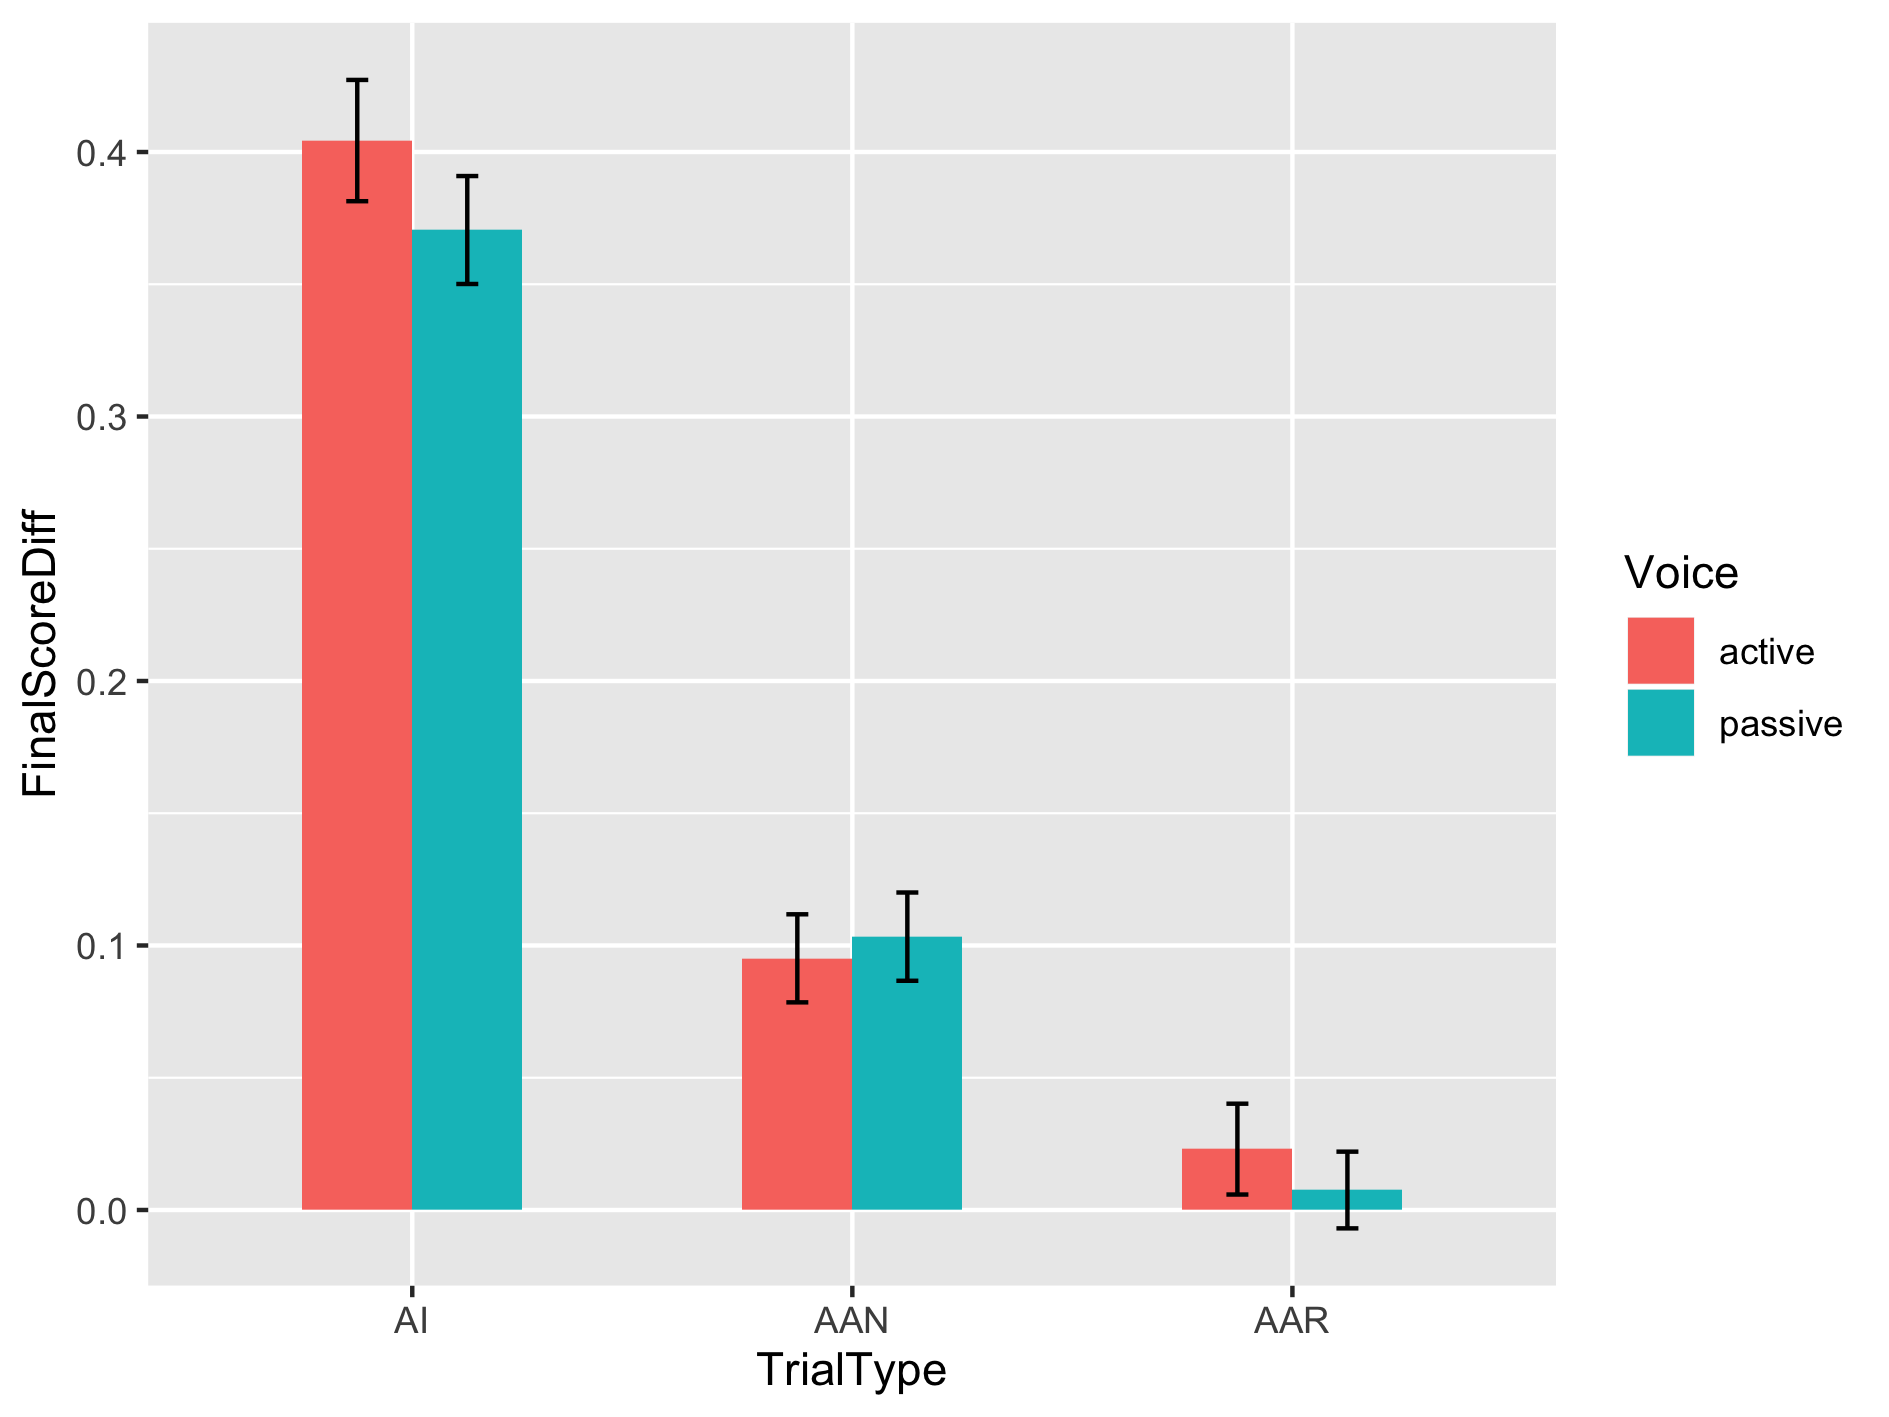 FinalScoreDiff
0.4
0.3
0.2
0.1
0.0
AI AAN AAR
TrialType
Voice
active
passive